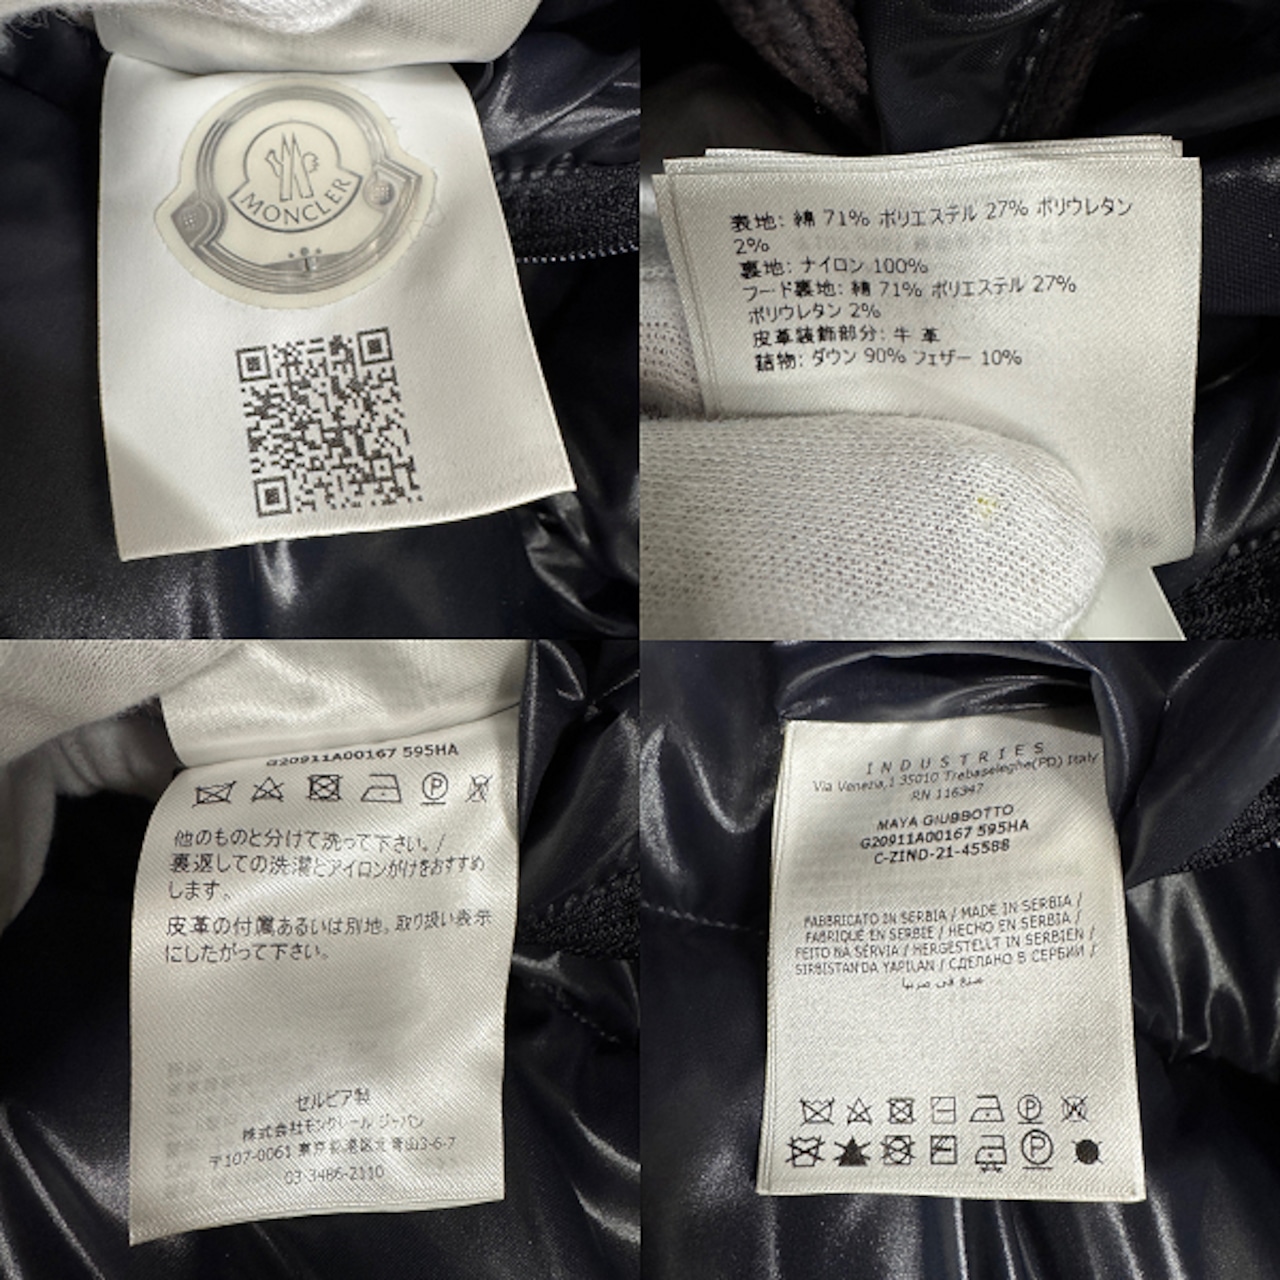 MONCLER
表地: 綿 71% ポリエステル 27% ポリウレタン
2%
裏地: ナイロン 100%
フード裏地: 綿 71% ポリエステル 27%
ポリウレタン 2%
皮革装飾部分: 牛 革
詰物: ダウン 90% フェザー 10%
G20911A00167 595HA
他のものと分けて洗って下さい。/
裏返しての洗濯とアイロンがけをおすすめ
します。
皮革の付属あるいは別地。取り扱い表示
にしたがって下さい。
セルビア製
株式会社モンクレール ジャパン
〒107-0061 東京都港区北青山3-6-7
03-3486-2110
INDUSTRIES
Via Venezia,1 35010 Trebaseleghe(PD) Italy
RN 116347
MAYA GIUBBOTTO
G20911A00167 595HA
C-ZIND-21-45588
FABBRICATO IN SERBIA / MADE IN SERBIA /
FABRIQUÉ EN SERBIE / HECHO EN SERBIA /
FEITO NA SÉRVIA / HERGESTELLT IN SERBIEN /
SIRBISTAN'DA YAPILAN / СДЕЛАНО В СЕРБИИ /
صنع في صربيا